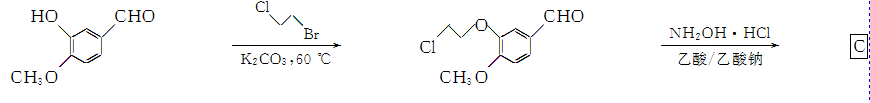 HO CHO Cl Br K₂CO₃,60 ℃ CH₃O
Cl O CHO CH₃O
NH₂OH·HCl 乙酸/乙酸钠 C